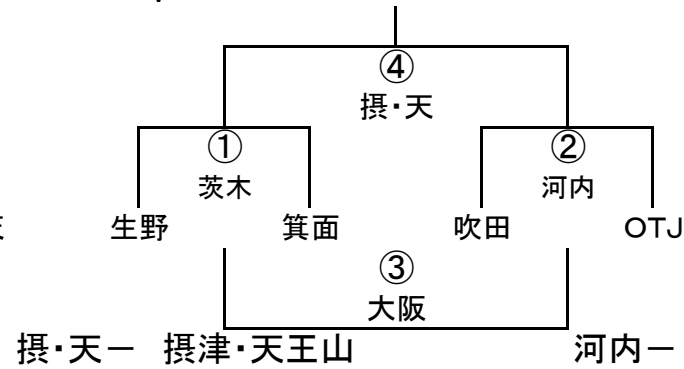 ④
摂・天
① ②
茨木 河内
生野 箕面 吹田 OTJ
③
大阪
摂・天ー 摂津・天王山 河内ー